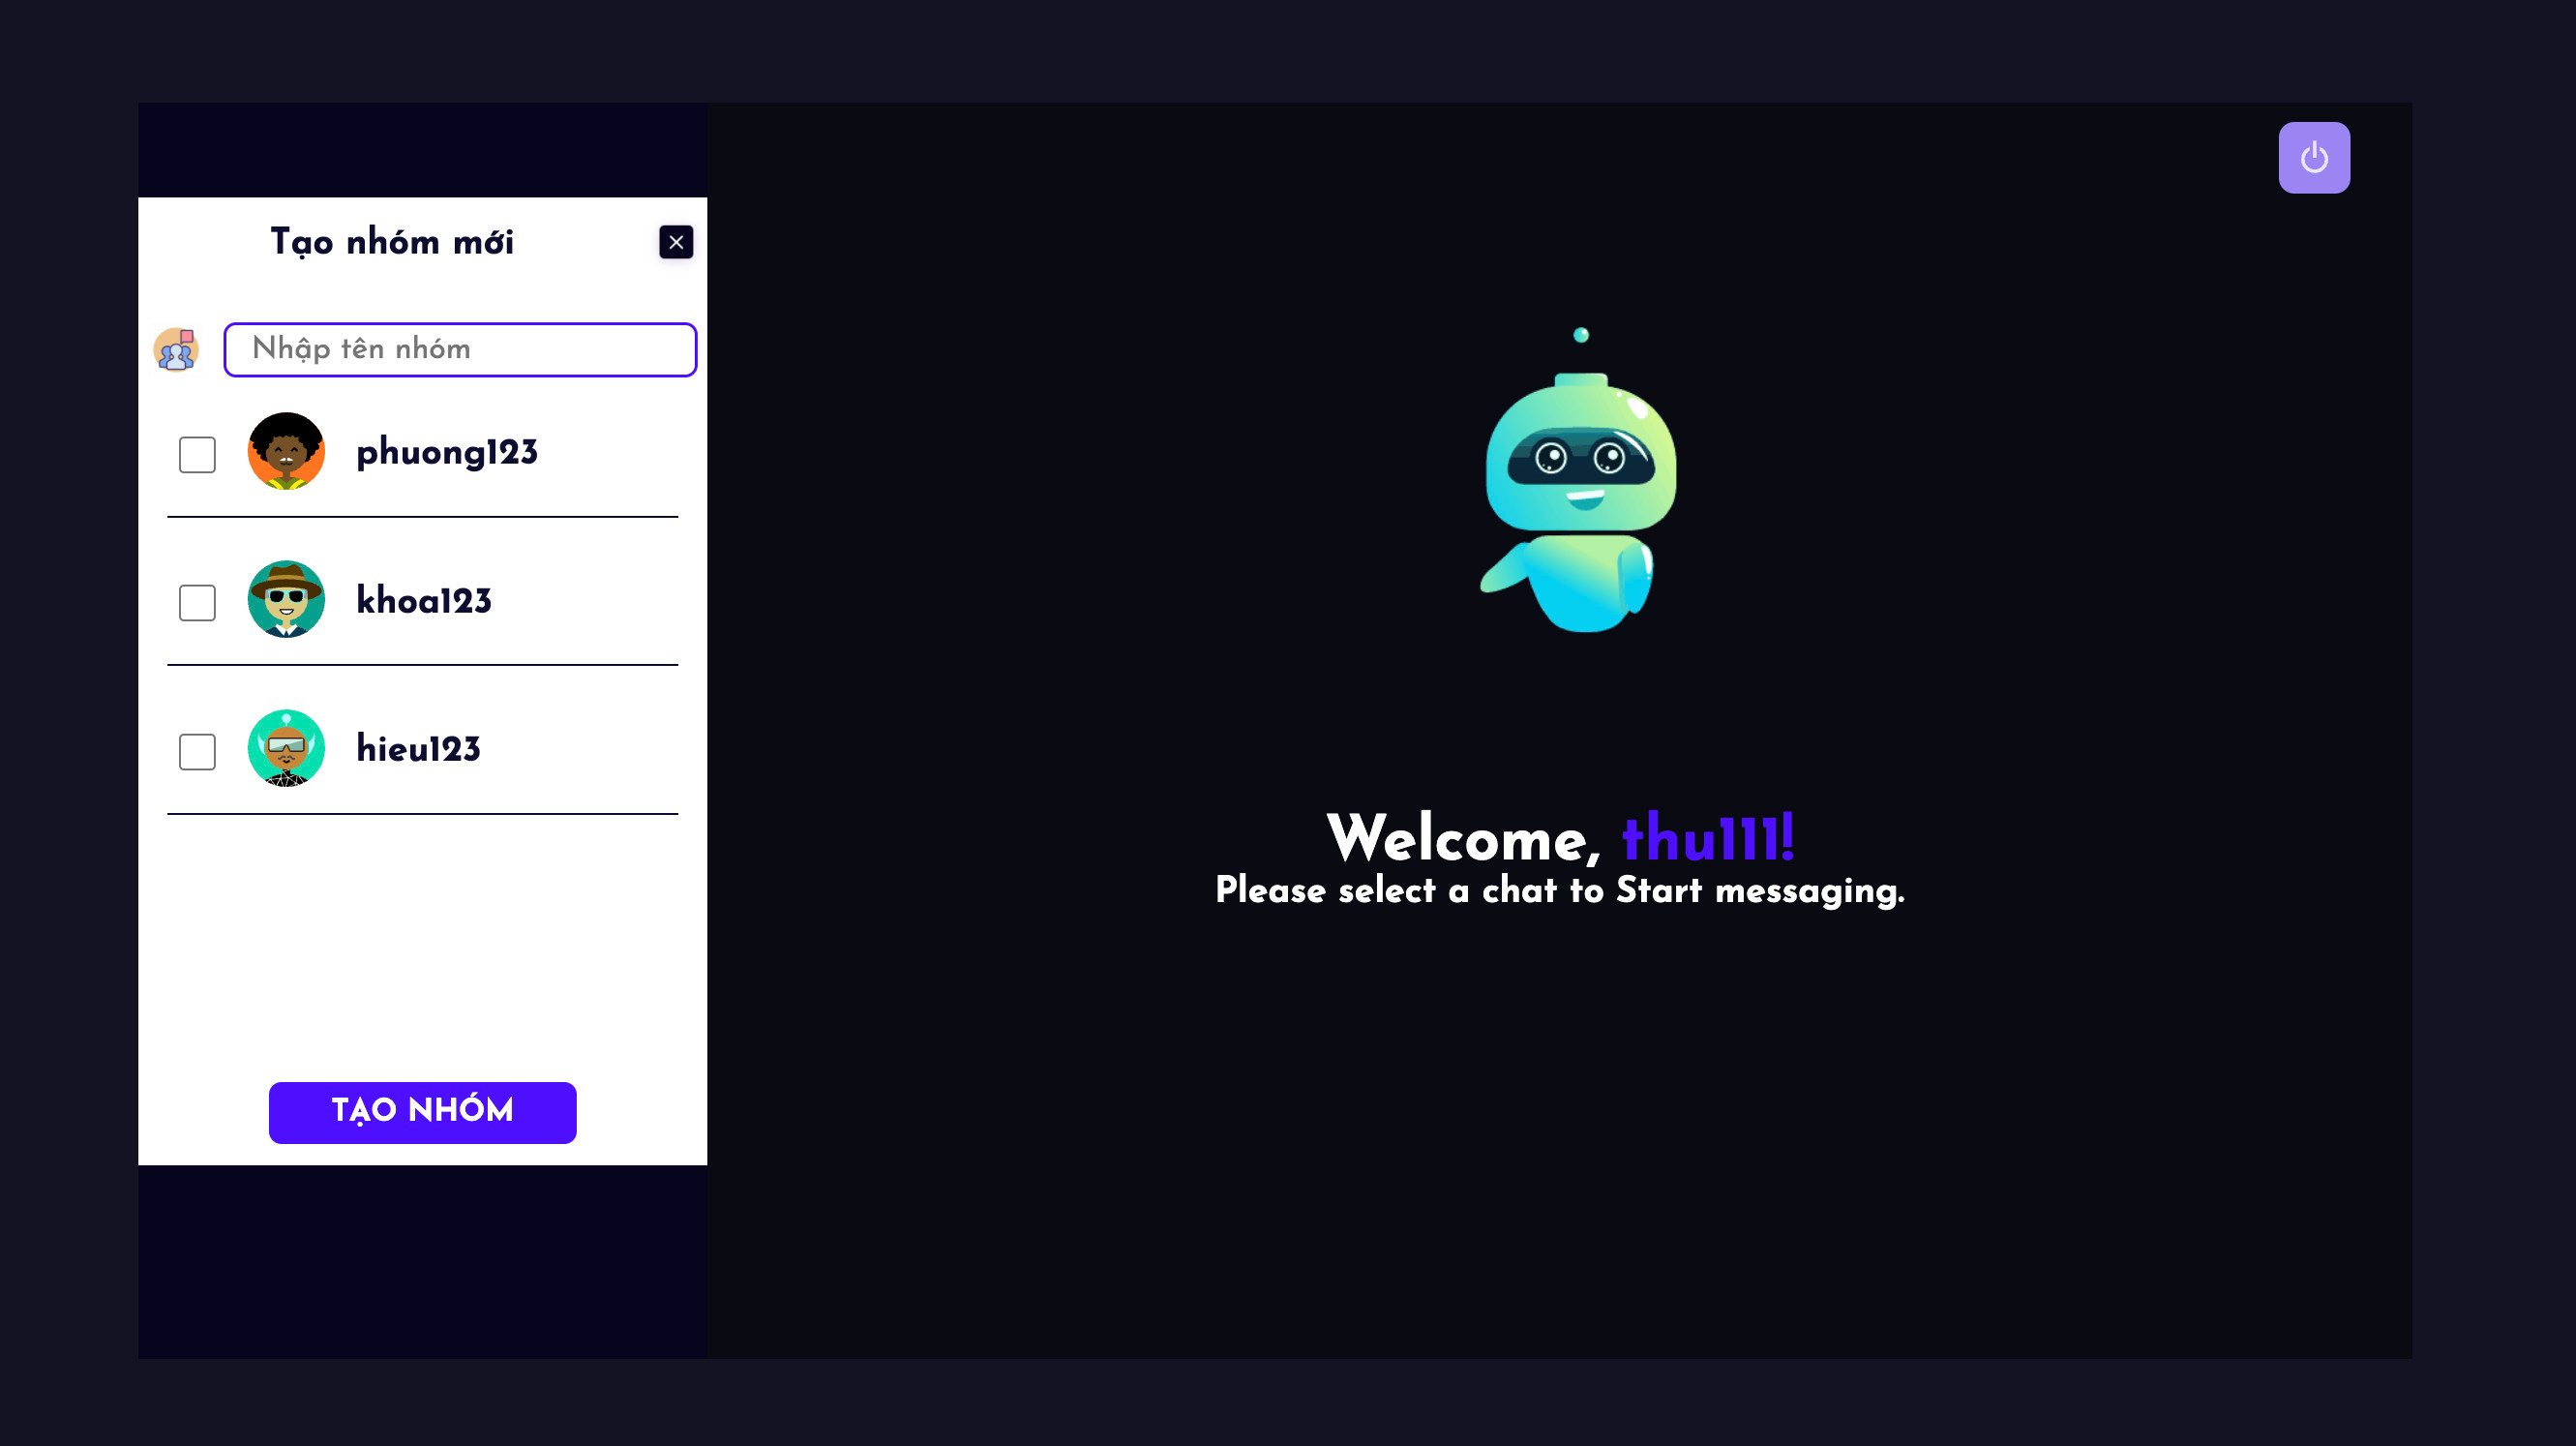 Tạo nhóm mới
Nhập tên nhóm
phuong123
khoa123
hieu123
TẠO NHÓM
Welcome, thu111!
Please select a chat to Start messaging.